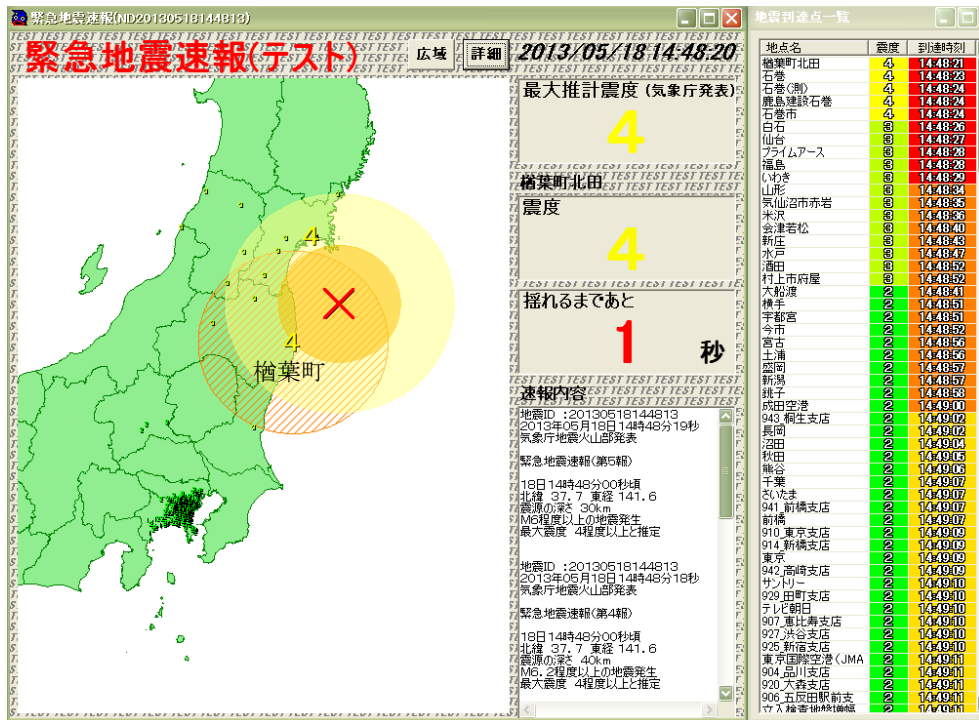 緊急地震速報(ND20130518144813)
緊急地震速報(テスト)
広域
詳細
2013/05/18 14:48:20
最大推計震度 (気象庁発表)
4
楢葉町北田
震度
4
揺れるまであと
1 秒
速報内容
地震ID :20130518144813
2013年05月18日14時48分19秒
気象庁地震火山部発表
緊急地震速報(第5報)
18日14時48分00秒頃
北緯 37.7 東経 141.6
震源の深さ 30km
M6程度以上の地震発生
最大震度 4程度以上と推定
地震ID :20130518144813
2013年05月18日14時48分18秒
気象庁地震火山部発表
緊急地震速報(第4報)
18日14時48分00秒頃
北緯 37.7 東経 141.6
震源の深さ 40km
M6.2程度以上の地震発生
最大震度 4程度以上と推定
4
4
楢葉町
地震到達点一覧
地点名 震度 到達時刻
楢葉町北田 4 14:48:21
石巻 4 14:48:23
石巻(測) 4 14:48:24
鹿島建設石巻 4 14:48:24
石巻市 4 14:48:24
白石 3 14:48:26
仙台 3 14:48:27
プライムアース 3 14:48:28
福島 3 14:48:28
いわき 3 14:48:29
山形 3 14:48:34
気仙沼市赤岩 3 14:48:35
米沢 3 14:48:36
会津若松 3 14:48:40
新庄 3 14:48:43
水戸 3 14:48:47
酒田 3 14:48:52
村上市府屋 3 14:48:52
大船渡 2 14:48:41
横手 2 14:48:51
宇都宮 2 14:48:51
今市 2 14:48:52
宮古 2 14:48:56
土浦 2 14:48:56
盛岡 2 14:48:57
新潟 2 14:48:57
銚子 2 14:48:58
成田空港 2 14:49:00
943_桐生支店 2 14:49:02
長岡 2 14:49:02
沼田 2 14:49:04
秋田 2 14:49:05
熊谷 2 14:49:06
千葉 2 14:49:07
さいたま 2 14:49:07
941_前橋支店 2 14:49:07
前橋 2 14:49:07
910_東京支店 2 14:49:09
914_新橋支店 2 14:49:09
東京 2 14:49:09
942_高崎支店 2 14:49:09
サントリー 2 14:49:10
929_田町支店 2 14:49:10
テレビ朝日 2 14:49:10
907_恵比寿支店 2 14:49:10
927_渋谷支店 2 14:49:10
925_新宿支店 2 14:49:10
東京国際空港(JMA 2 14:49:11
904_品川支店 2 14:49:11
920_大森支店 2 14:49:11
906_五反田駅前支 2 14:49:11
立入検査地酸増幅 2 14:49:11